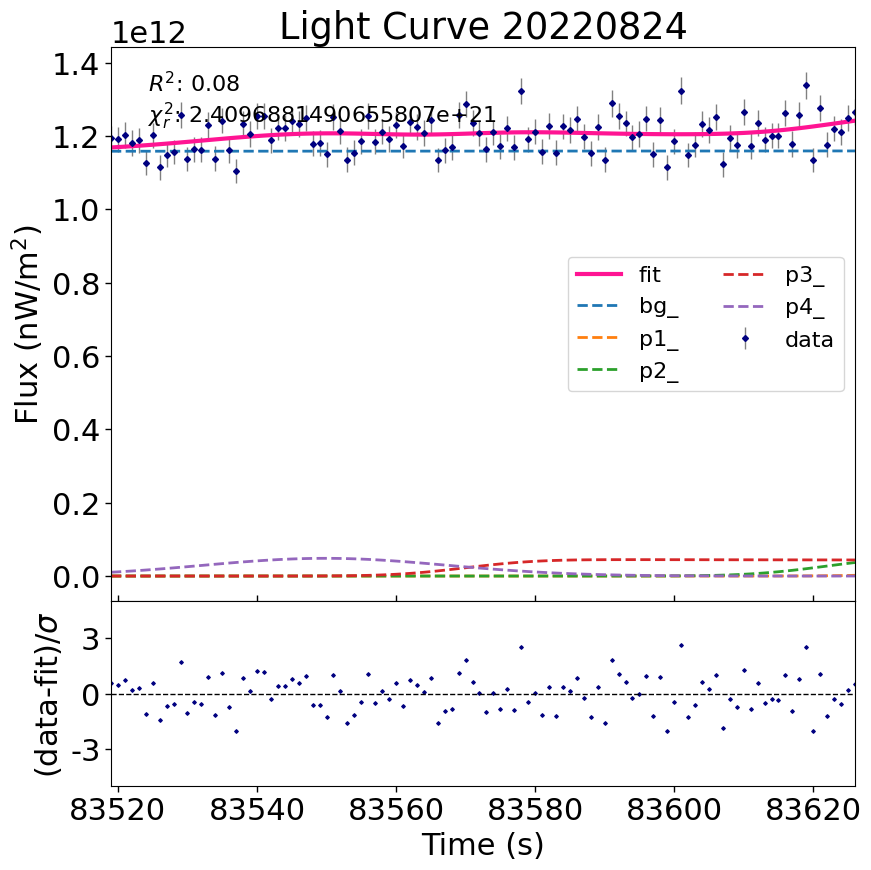 Light Curve 20220824
1e12
R²: 0.08
χ²ᵣ: 2.4096881490655807e+21
1.4
1.2
1.0
0.8
0.6
0.4
0.2
0.0
Flux (nW/m²)
fit
bg_
p1_
p2_
p3_
p4_
data
3
0
-3
(data-fit)/σ
83520 83540 83560 83580 83600 83620
Time (s)